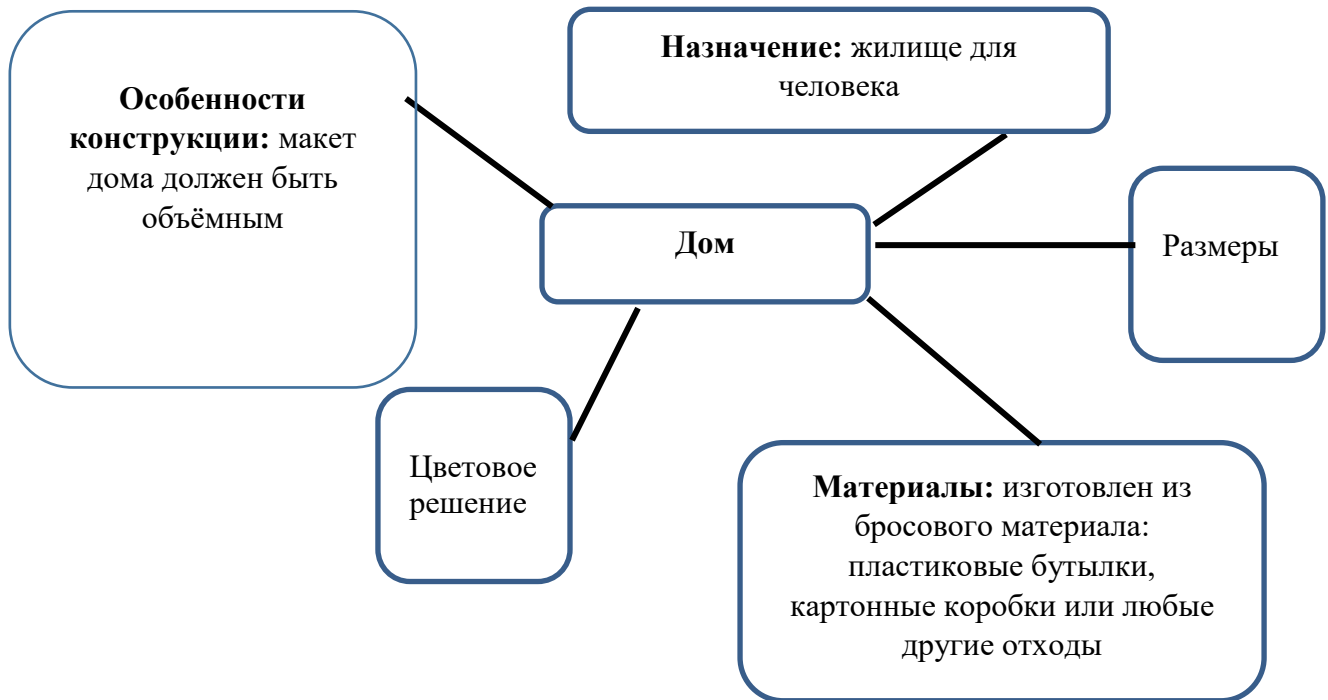 Назначение: жилище для
человека
Особенности
конструкции: макет
дома должен быть
объёмным
Дом
Размеры
Цветовое
решение
Материалы: изготовлен из
бросового материала:
пластиковые бутылки,
картонные коробки или любые
другие отходы